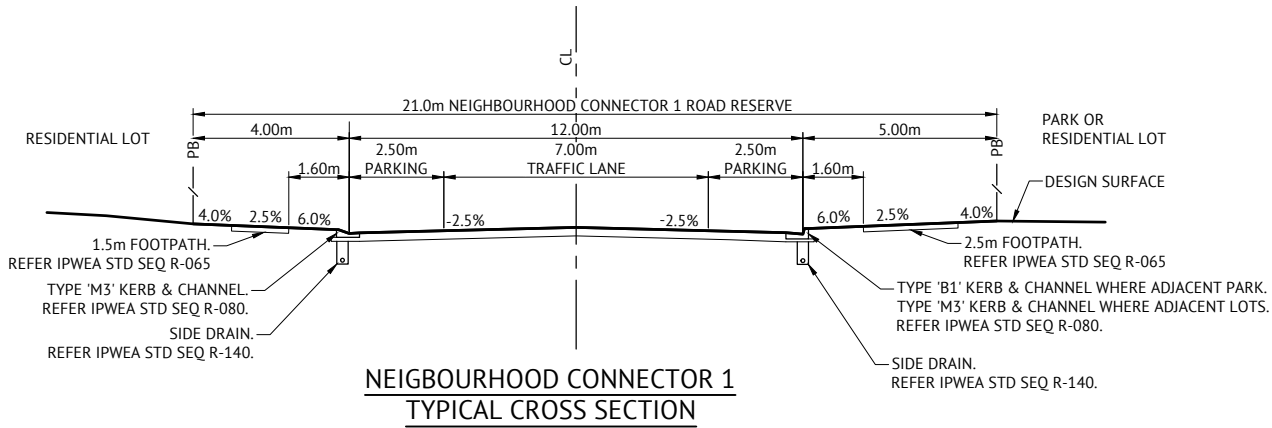 CL
21.0m NEIGHBOURHOOD CONNECTOR 1 ROAD RESERVE
RESIDENTIAL LOT
4.00m
12.00m
5.00m
PARK OR
RESIDENTIAL LOT
PB
PB
2.50m
PARKING
7.00m
TRAFFIC LANE
2.50m
PARKING
1.60m
1.60m
DESIGN SURFACE
4.0%
2.5%
6.0%
-2.5%
-2.5%
6.0%
2.5%
4.0%
1.5m FOOTPATH.
REFER IPWEA STD SEQ R-065
2.5m FOOTPATH.
REFER IPWEA STD SEQ R-065
TYPE 'M3' KERB & CHANNEL.
REFER IPWEA STD SEQ R-080.
TYPE 'B1' KERB & CHANNEL WHERE ADJACENT PARK.
TYPE 'M3' KERB & CHANNEL WHERE ADJACENT LOTS.
REFER IPWEA STD SEQ R-080.
SIDE DRAIN.
REFER IPWEA STD SEQ R-140.
SIDE DRAIN.
REFER IPWEA STD SEQ R-140.
NEIGBOURHOOD CONNECTOR 1
TYPICAL CROSS SECTION